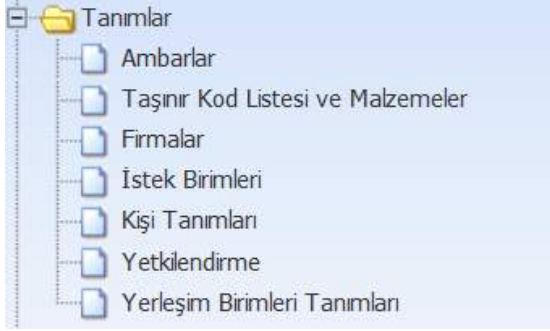 Tanımlar
Ambarlar
Taşınır Kod Listesi ve Malzemeler
Firmalar
İstek Birimleri
Kişi Tanımları
Yetkilendirme
Yerleşim Birimleri Tanımları